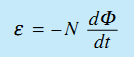 ε = −N dΦ/dt